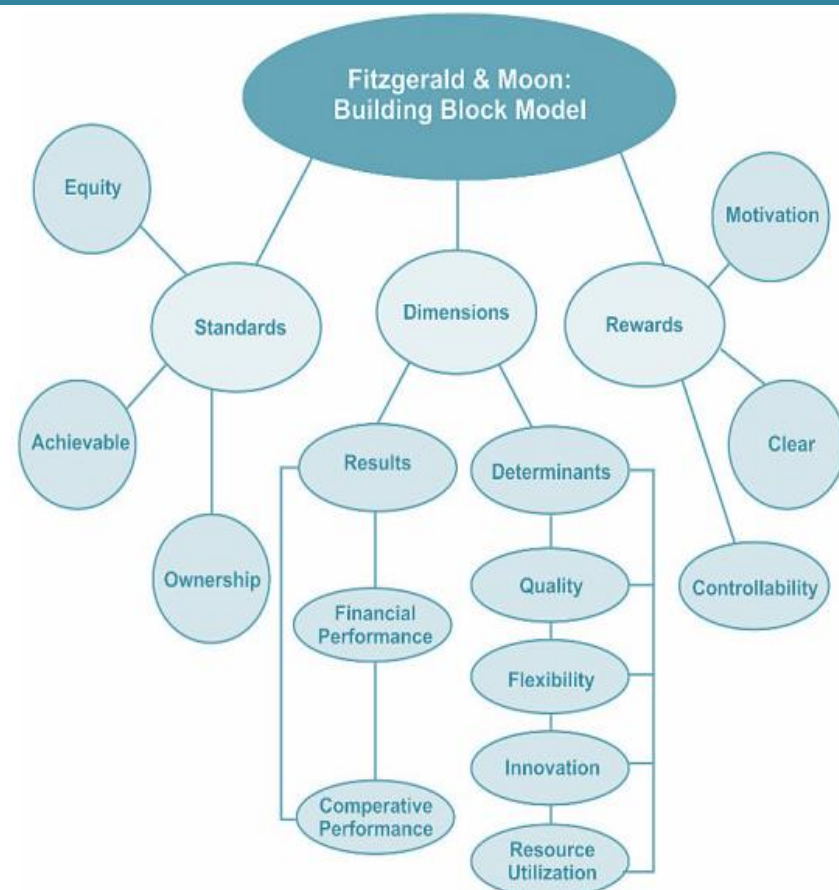 Fitzgerald & Moon:
Building Block Model
Equity
Motivation
Standards
Dimensions
Rewards
Achievable
Results
Determinants
Clear
Ownership
Quality
Controllability
Financial
Performance
Flexibility
Innovation
Comperative
Performance
Resource
Utilization